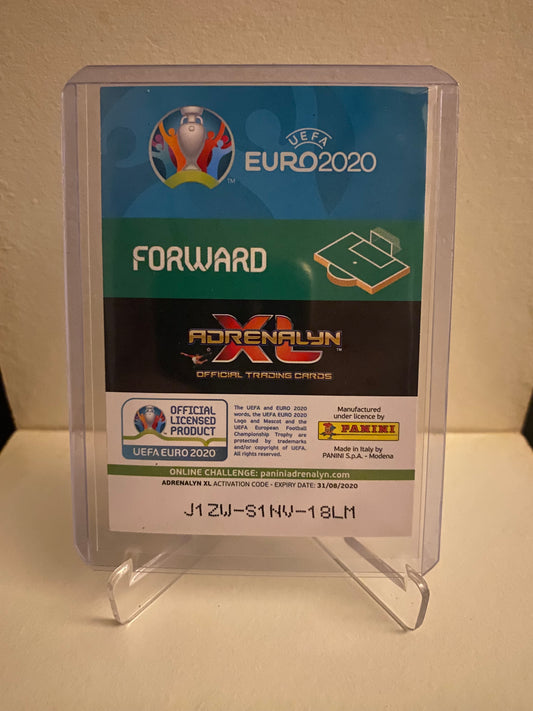 UEFA
EURO2020
TM
FORWARD
ADRENALYN
XL
TM
OFFICIAL TRADING CARDS
OFFICIAL
LICENSED
PRODUCT
UEFA EURO 2020
The UEFA and EURO 2020
words, the UEFA EURO 2020
Logo and Mascot and the
UEFA European Football
Championship Trophy are
protected by trademarks
and/or copyright of UEFA.
All rights reserved.
Manufactured
under licence by
PANINI
Made in Italy by
PANINI S.p.A. - Modena
ONLINE CHALLENGE: paniniadrenalyn.com
ADRENALYN XL ACTIVATION CODE - EXPIRY DATE: 31/08/2020
J1ZW-S1NV-18LM